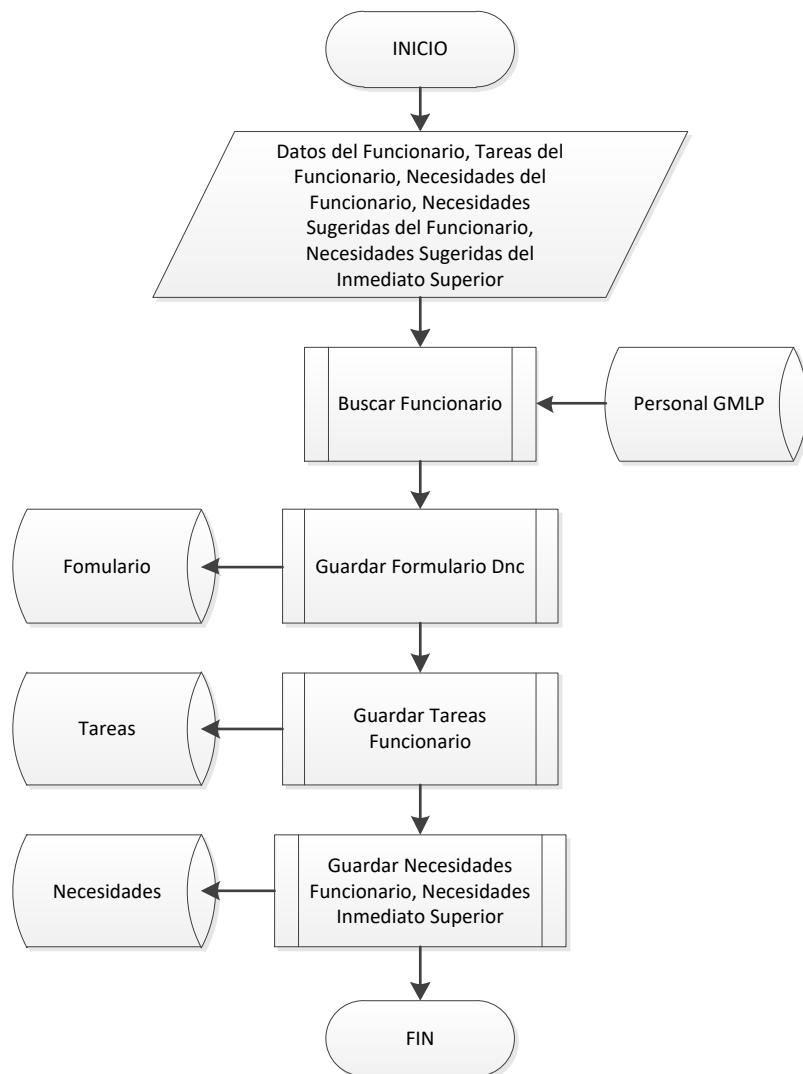 INICIO
Datos del Funcionario, Tareas del
Funcionario, Necesidades del
Funcionario, Necesidades
Sugeridas del Funcionario,
Necesidades Sugeridas del
Inmediato Superior
Buscar Funcionario
Personal GMLP
Fomulario
Guardar Formulario Dnc
Tareas
Guardar Tareas
Funcionario
Necesidades
Guardar Necesidades
Funcionario, Necesidades
Inmediato Superior
FIN